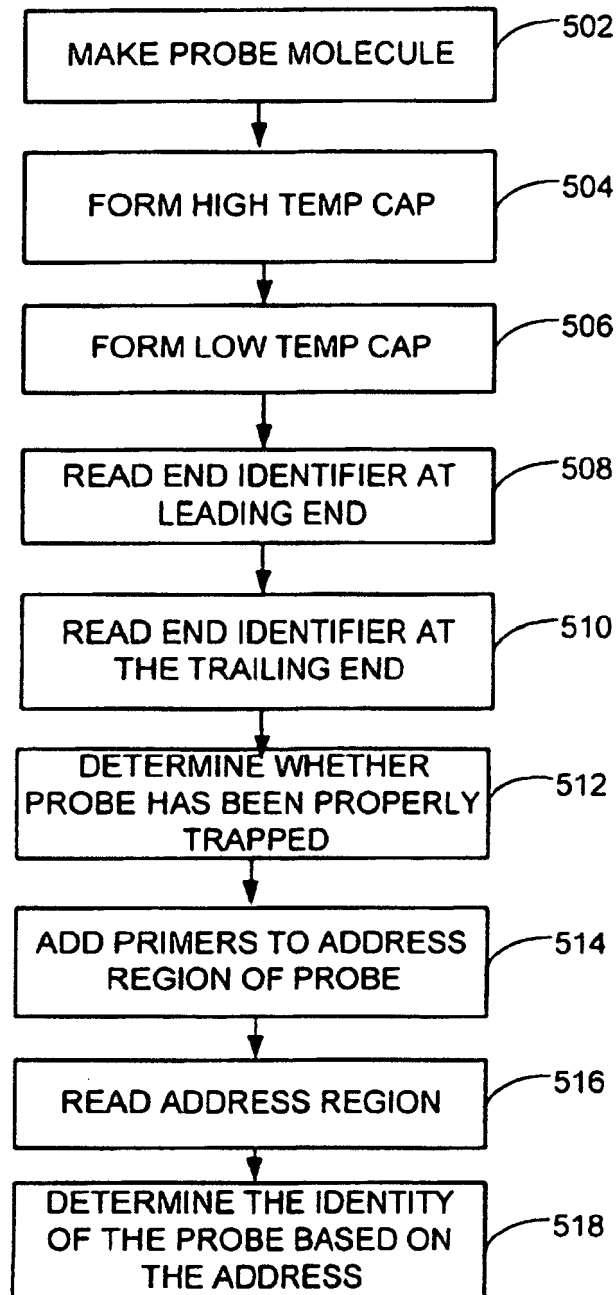 MAKE PROBE MOLECULE
502
FORM HIGH TEMP CAP
504
FORM LOW TEMP CAP
506
READ END IDENTIFIER AT
LEADING END
508
READ END IDENTIFIER AT
THE TRAILING END
510
DETERMINE WHETHER
PROBE HAS BEEN PROPERLY
TRAPPED
512
ADD PRIMERS TO ADDRESS
REGION OF PROBE
514
READ ADDRESS REGION
516
DETERMINE THE IDENTITY
OF THE PROBE BASED ON
THE ADDRESS
518